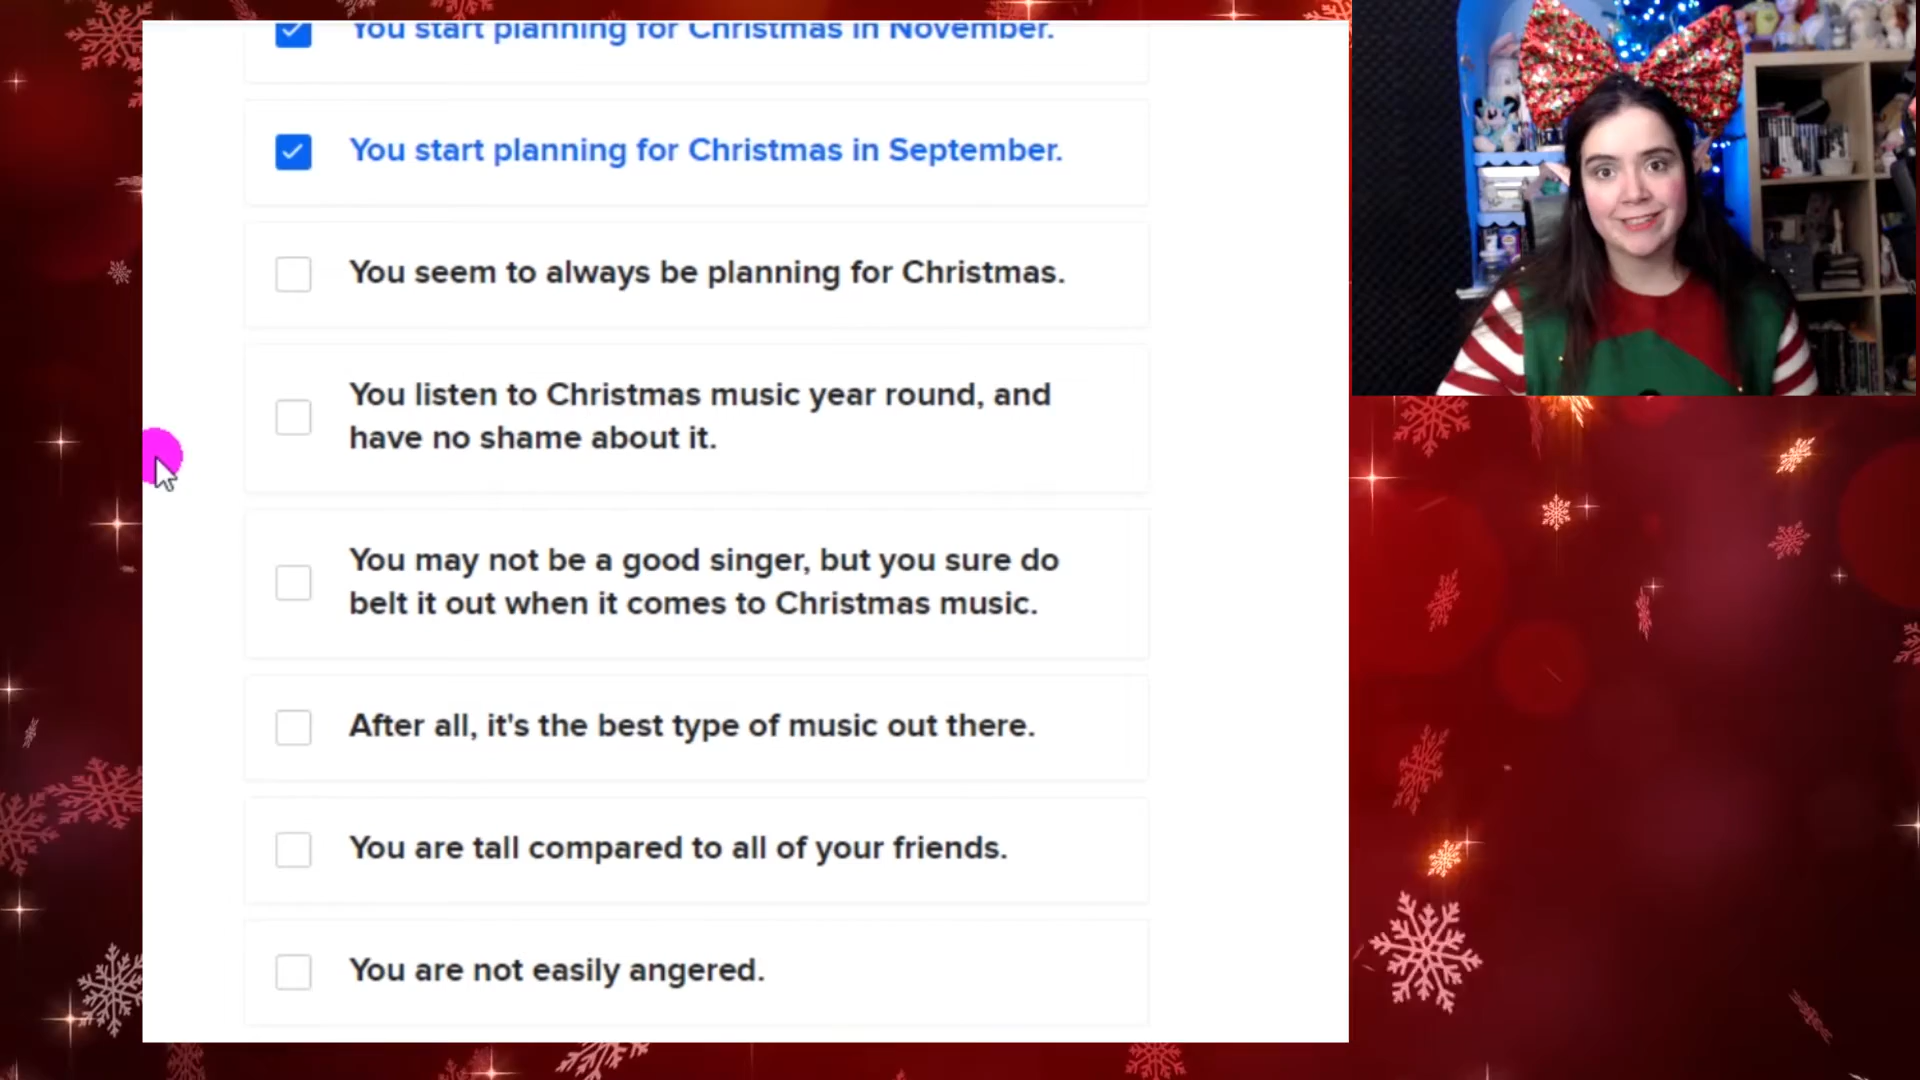 You start planning for Christmas in November.
You start planning for Christmas in September.
You seem to always be planning for Christmas.
You listen to Christmas music year round, and
have no shame about it.
You may not be a good singer, but you sure do
belt it out when it comes to Christmas music.
After all, it's the best type of music out there.
You are tall compared to all of your friends.
You are not easily angered.